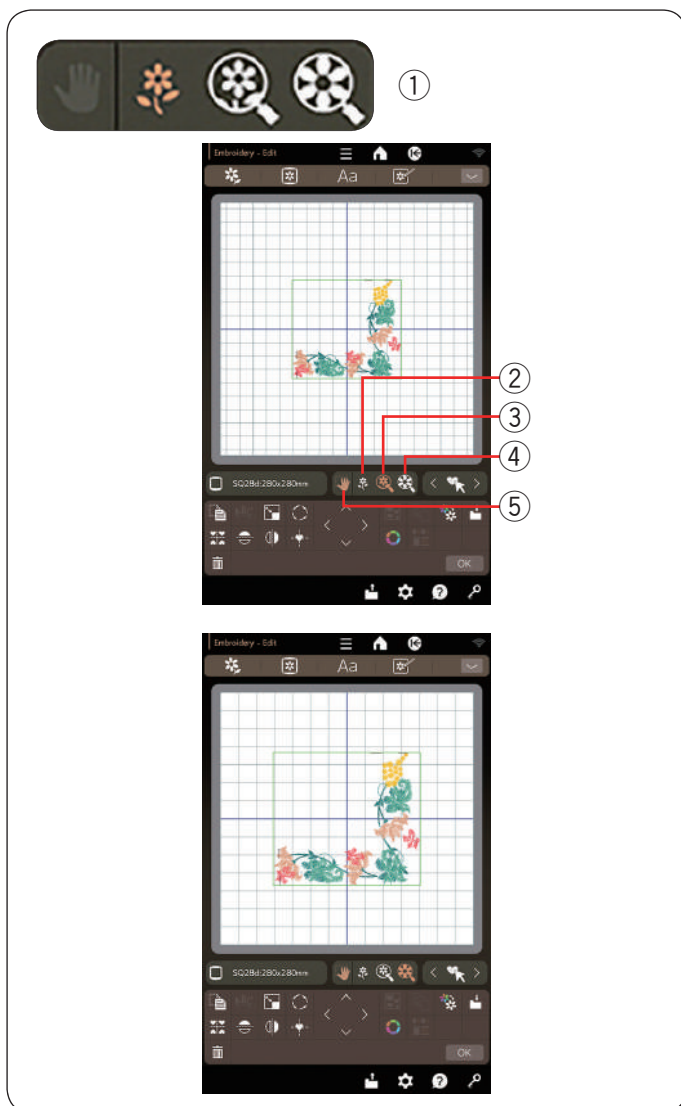 ①
Embroidery - Edit
Aa
②
③
④
SQ28d:280x280mm
⑤
OK
Embroidery - Edit
Aa
SQ28d:280x280mm
OK